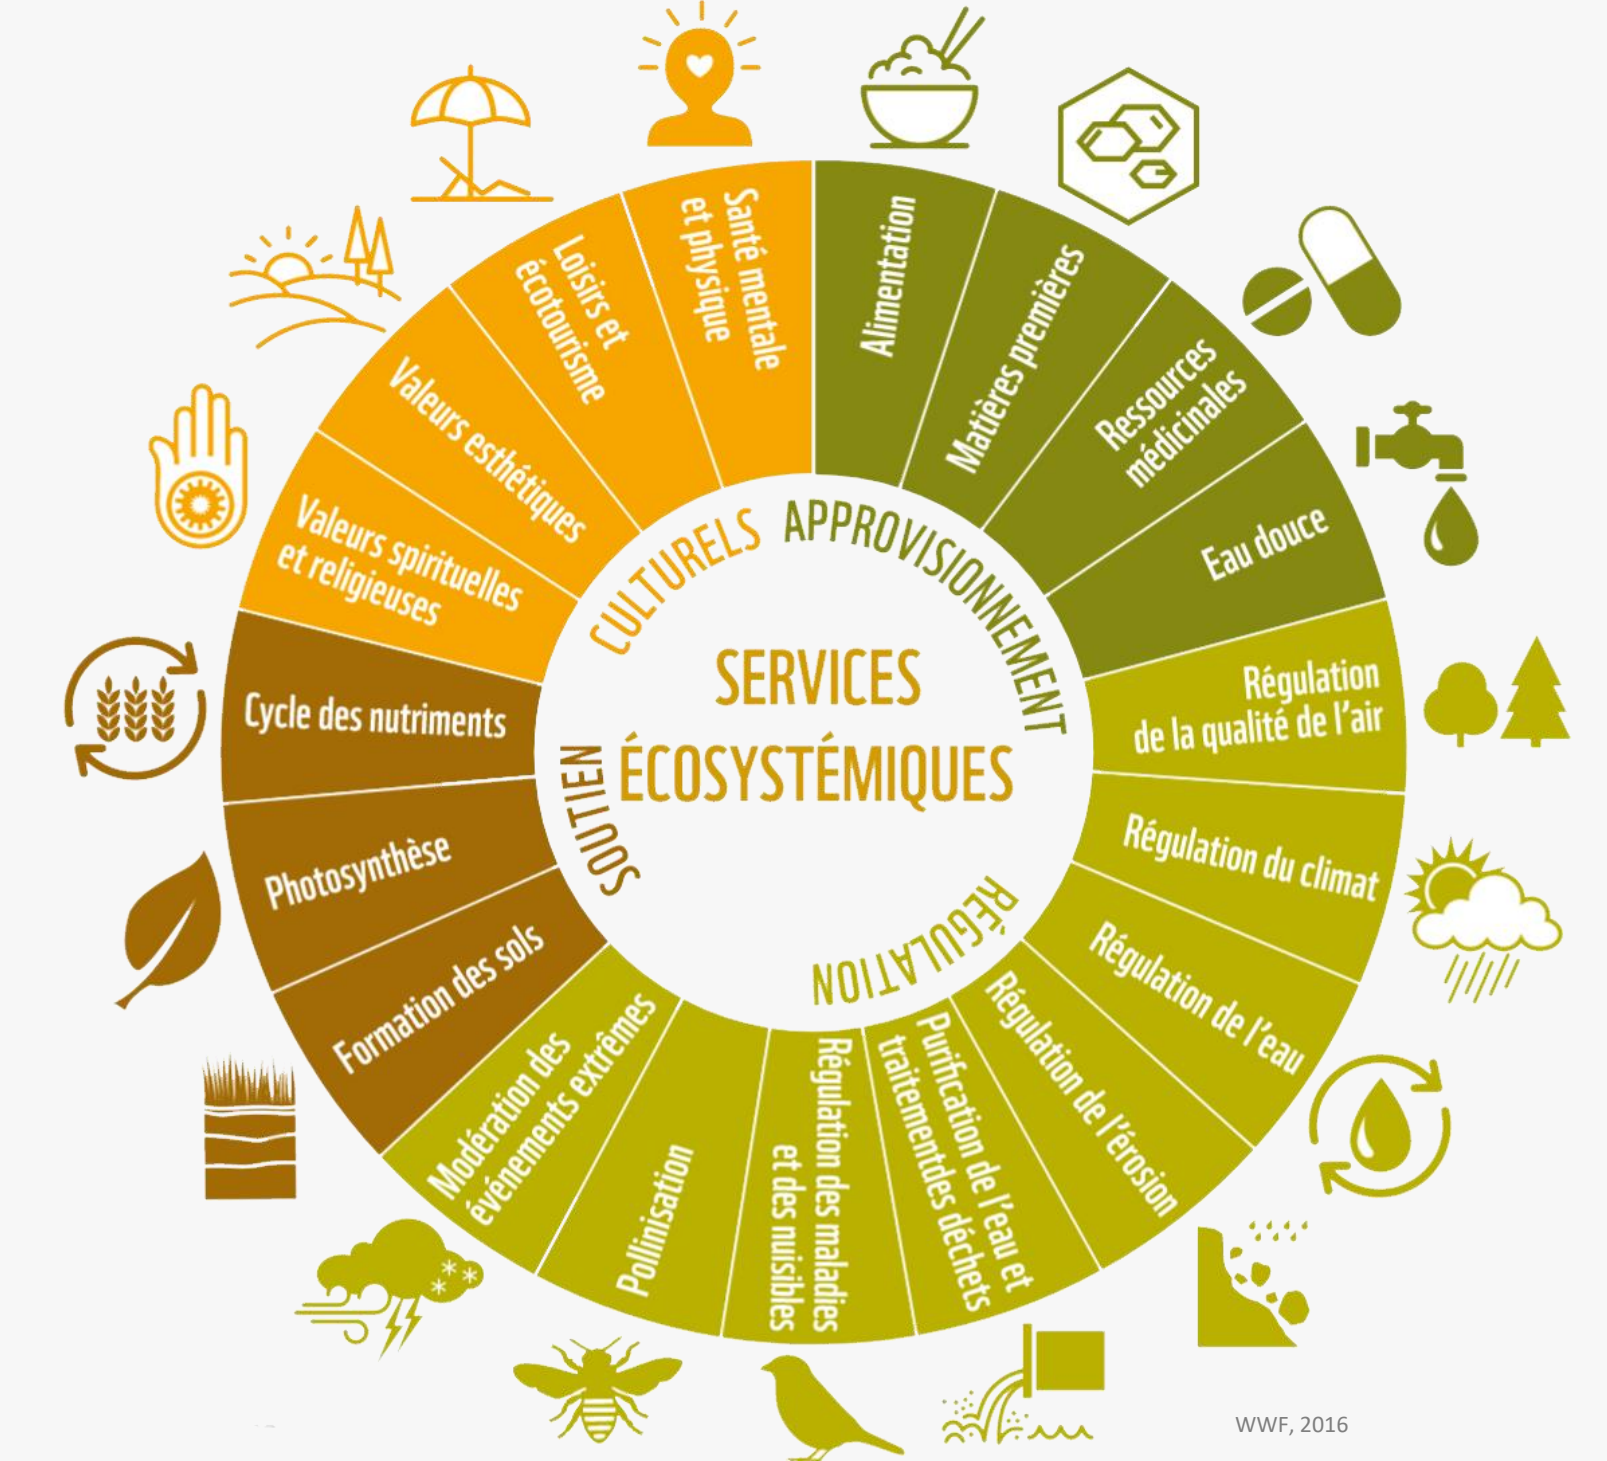 SERVICES
ÉCOSYSTÉMIQUES
APPROVISIONNEMENT
Alimentation
Matières premières
Ressources
médicinales
Eau douce
RÉGULATION
Régulation
de la qualité de l'air
Régulation du climat
Régulation de l'eau
Régulation de l'érosion
Purification de l'eau et
traitementdes déchets
Régulation des maladies
et des nuisibles
Pollinisation
Modération des
événements extrêmes
SOUTIEN
Formation des sols
Photosynthèse
Cycle des nutriments
CULTURELS
Valeurs spirituelles
et religieuses
Valeurs esthétiques
Loisirs et
écotourisme
Santé mentale
et physique
WWF, 2016